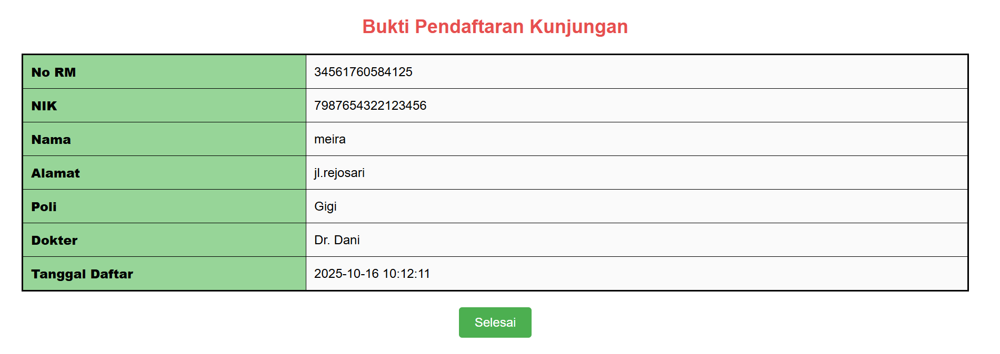 Bukti Pendaftaran Kunjungan
No RM 34561760584125
NIK 7987654322123456
Nama meira
Alamat jl.rejosari
Poli Gigi
Dokter Dr. Dani
Tanggal Daftar 2025-10-16 10:12:11
Selesai